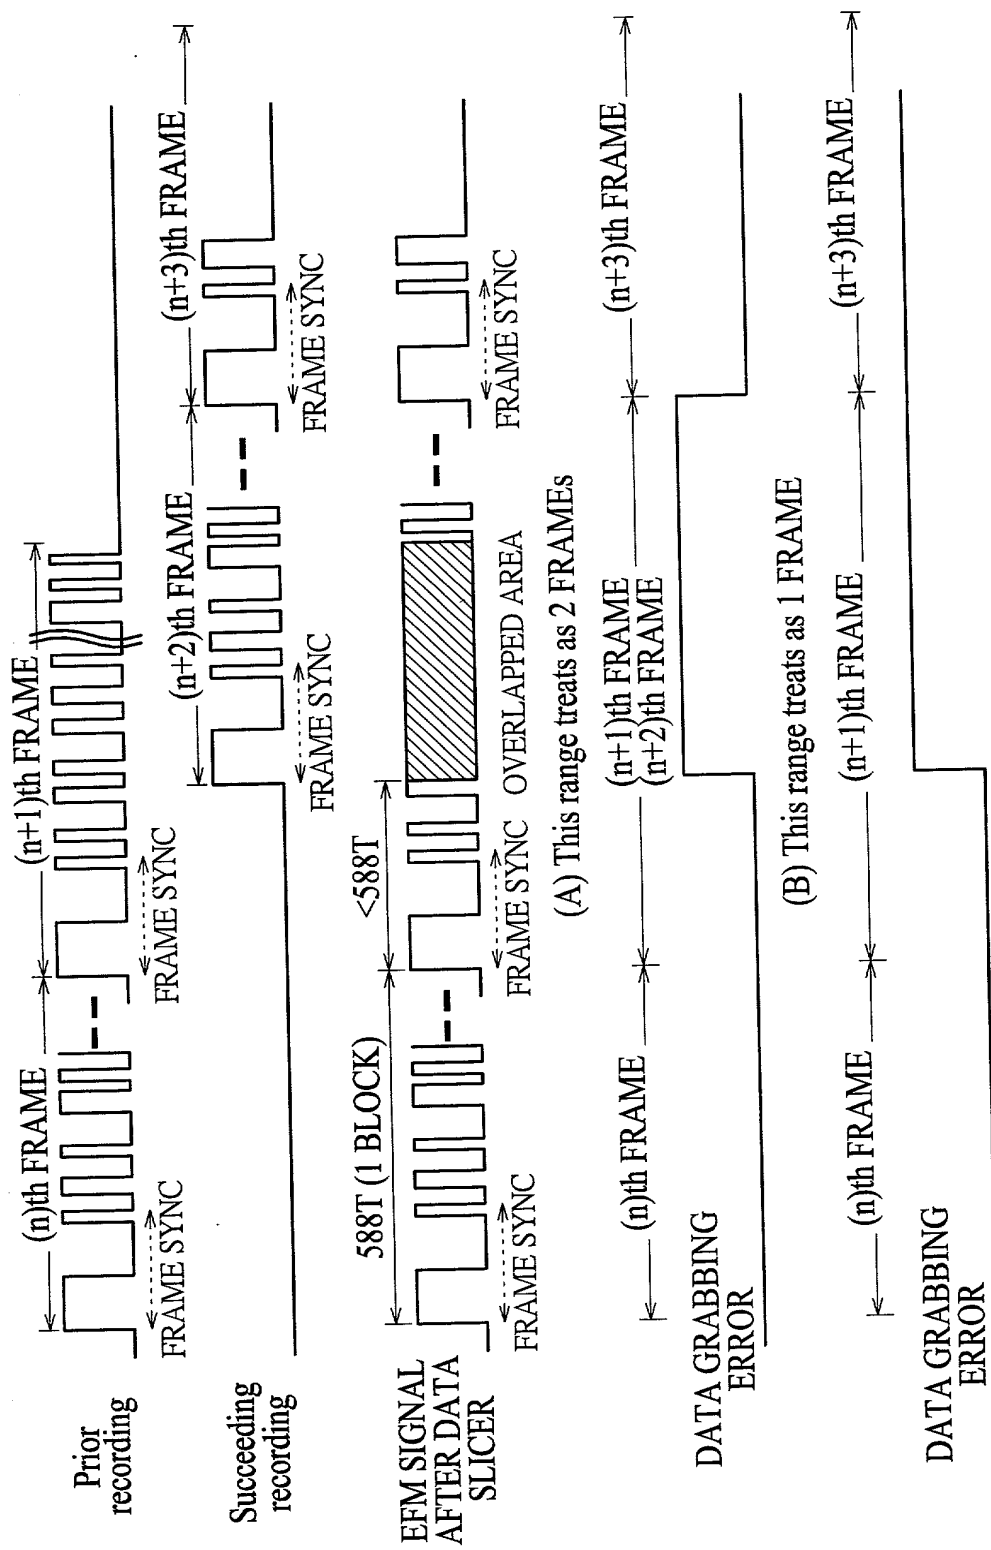 Prior
recording
(n)th FRAME
(n+1)th FRAME
FRAME SYNC
FRAME SYNC
Succeeding
recording
(n+2)th FRAME
(n+3)th FRAME
FRAME SYNC
FRAME SYNC
EFM SIGNAL
AFTER DATA
SLICER
588T (1 BLOCK)
<588T
FRAME SYNC
FRAME SYNC
OVERLAPPED AREA
FRAME SYNC
(A) This range treats as 2 FRAMEs
(n)th FRAME
(n+1)th FRAME
(n+2)th FRAME
(n+3)th FRAME
DATA GRABBING
ERROR
(B) This range treats as 1 FRAME
(n)th FRAME
(n+1)th FRAME
(n+3)th FRAME
DATA GRABBING
ERROR